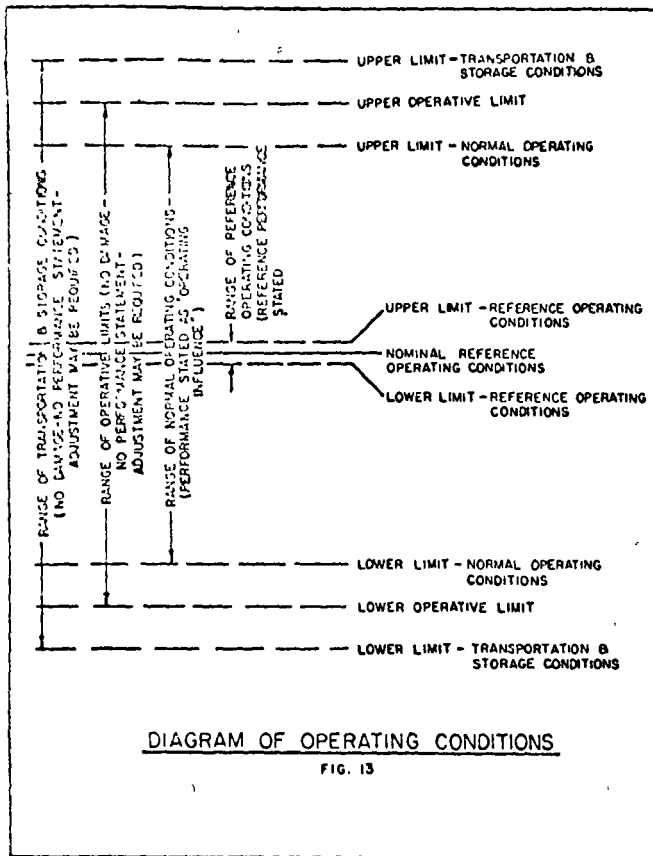 UPPER LIMIT - TRANSPORTATION &
STORAGE CONDITIONS
UPPER OPERATIVE LIMIT
UPPER LIMIT - NORMAL OPERATING
CONDITIONS
RANGE OF TRANSPORTATION & STORAGE CONDITIONS
(NO DAMAGE-NO PERFORMANCE STATEMENT-
ADJUSTMENT MAY BE REQUIRED)
RANGE OF OPERATIVE LIMITS (NO DAMAGE-
NO PERFORMANCE STATEMENT-
ADJUSTMENT MAY BE REQUIRED)
RANGE OF NORMAL OPERATING CONDITIONS-
(PERFORMANCE STATED AS "OPERATING
INFLUENCE")
RANGE OF REFERENCE
OPERATING CONDITIONS
(REFERENCE PERFORMANCE
STATED
UPPER LIMIT - REFERENCE OPERATING
CONDITIONS
NOMINAL REFERENCE
OPERATING CONDITIONS
LOWER LIMIT - REFERENCE OPERATING
CONDITIONS
LOWER LIMIT - NORMAL OPERATING
CONDITIONS
LOWER OPERATIVE LIMIT
LOWER LIMIT - TRANSPORTATION &
STORAGE CONDITIONS
DIAGRAM OF OPERATING CONDITIONS
FIG. 13